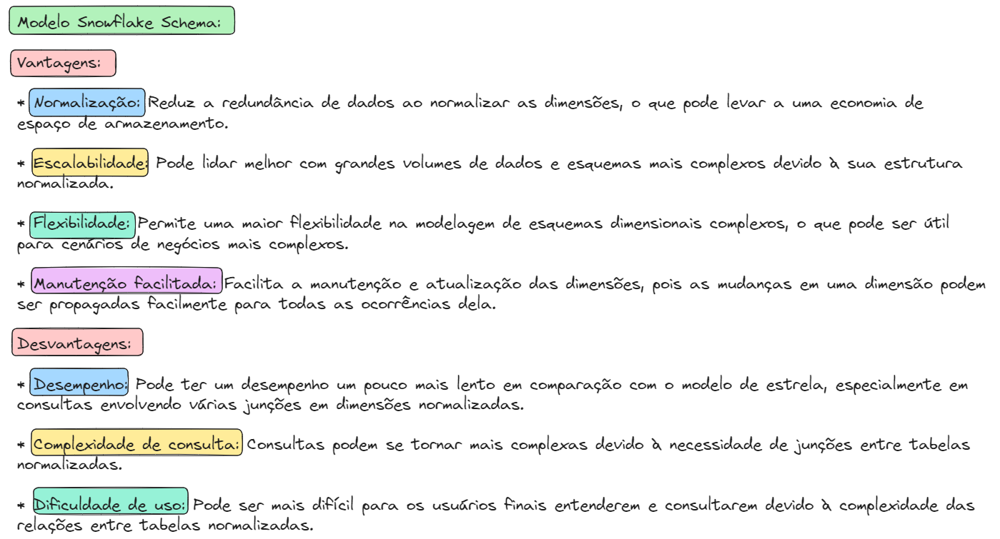 Modelo Snowflake Schema:
Vantagens:
* Normalização: Reduz a redundância de dados ao normalizar as dimensões, o que pode levar a uma economia de
espaço de armazenamento.
* Escalabilidade: Pode lidar melhor com grandes volumes de dados e esquemas mais complexos devido à sua estrutura
normalizada.
* Flexibilidade: Permite uma maior flexibilidade na modelagem de esquemas dimensionais complexos, o que pode ser útil
para cenários de negócios mais complexos.
* Manutenção facilitada: Facilita a manutenção e atualização das dimensões, pois as mudanças em uma dimensão podem
ser propagadas facilmente para todas as ocorrências dela.
Desvantagens:
* Desempenho: Pode ter um desempenho um pouco mais lento em comparação com o modelo de estrela, especialmente em
consultas envolvendo várias junções em dimensões normalizadas.
* Complexidade de consulta: Consultas podem se tornar mais complexas devido à necessidade de junções entre tabelas
normalizadas.
* Dificuldade de uso: Pode ser mais difícil para os usuários finais entenderem e consultarem devido à complexidade das
relações entre tabelas normalizadas.